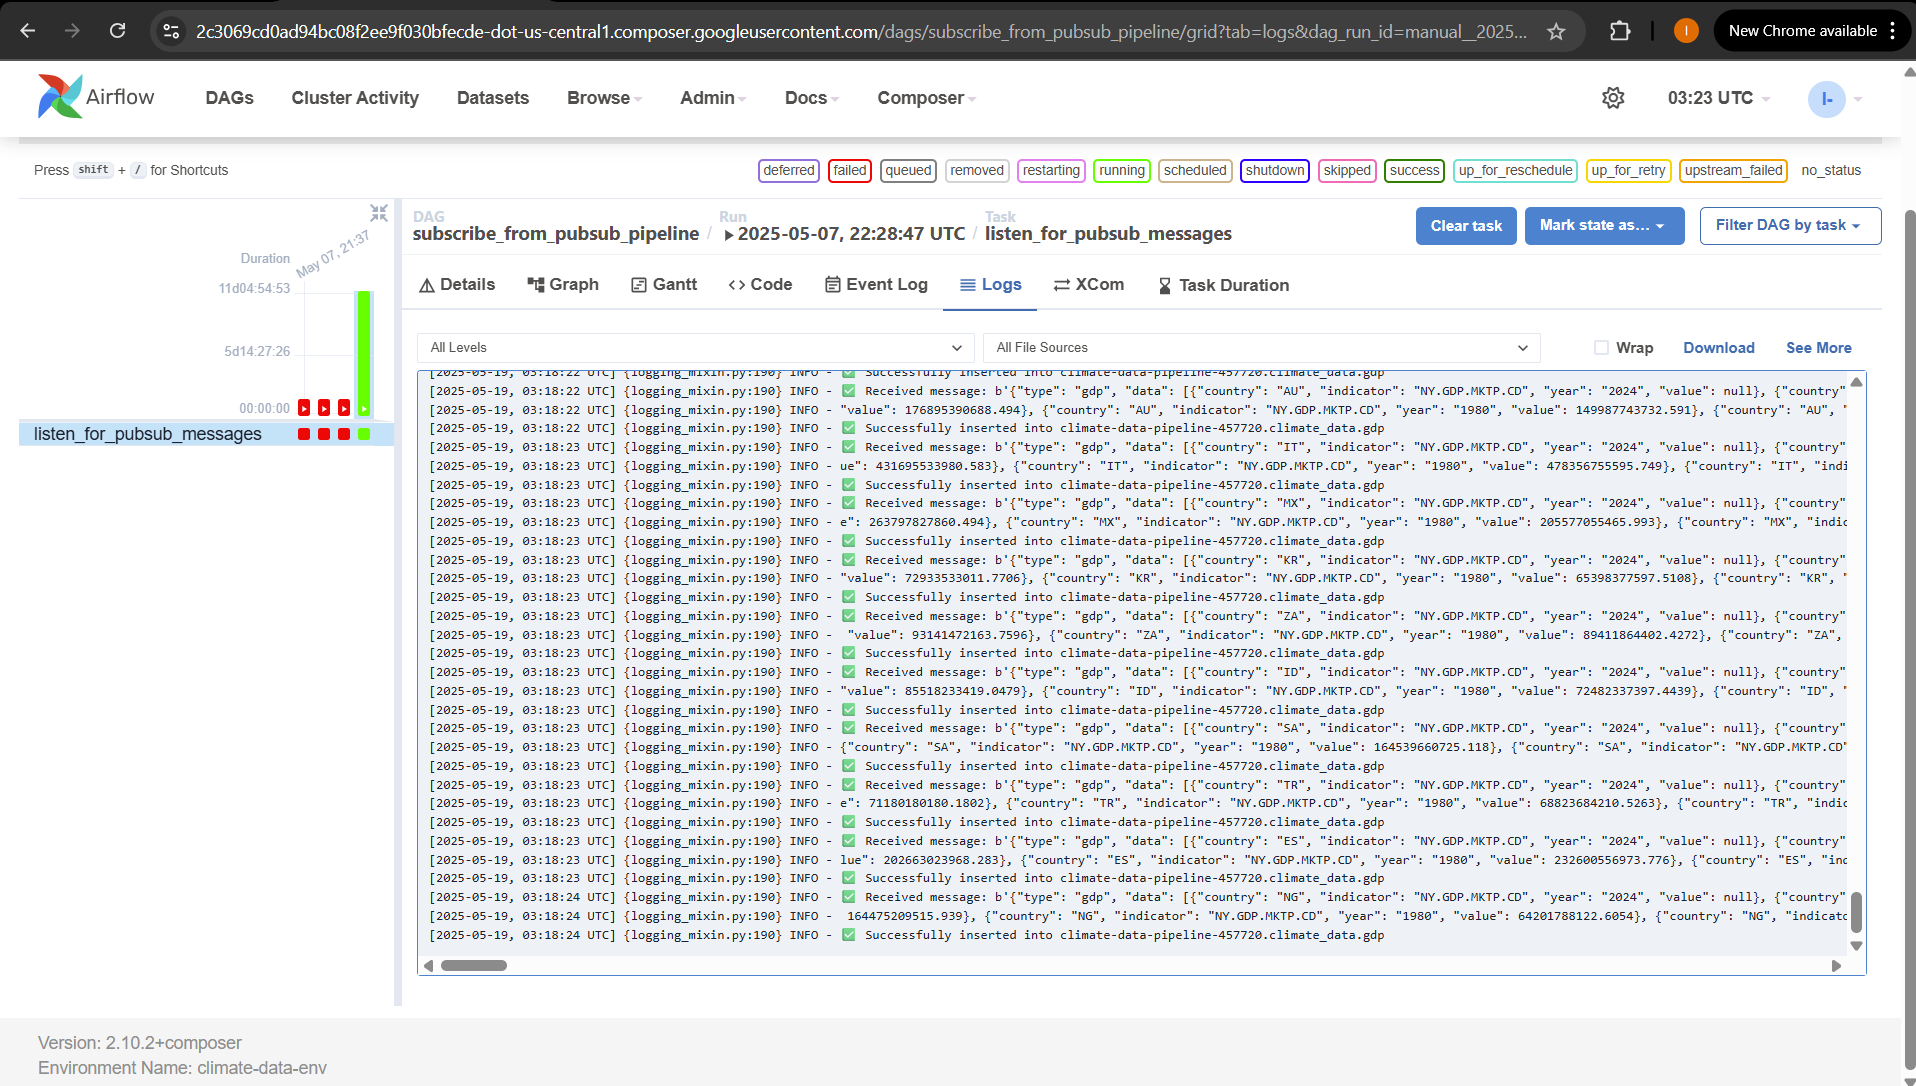 2c3069cd0ad94bc08f2ee9f030bfecde-dot-us-central1.composer.googleusercontent.com/dags/subscribe_from_pubsub_pipeline/grid?tab=logs&dag_run_id=manual__2025...
I
New Chrome available
Airflow
DAGs
Cluster Activity
Datasets
Browse
Admin
Docs
Composer
03:23 UTC
I-
Press shift + / for Shortcuts
deferred
failed
queued
removed
restarting
running
scheduled
shutdown
skipped
success
up_for_reschedule
up_for_retry
upstream_failed
no_status
May 07, 21:37
Duration
11d04:54:53
5d14:27:26
00:00:00
listen_for_pubsub_messages
DAG
subscribe_from_pubsub_pipeline
/
Run
2025-05-07, 22:28:47 UTC
/
Task
listen_for_pubsub_messages
Clear task
Mark state as...
Filter DAG by task
Details
Graph
Gantt
Code
Event Log
Logs
XCom
Task Duration
All Levels
All File Sources
Wrap
Download
See More
[2025-05-19, 03:18:22 UTC] {logging_mixin.py:190} INFO - ✅ Successfully inserted into climate-data-pipeline-457720.climate_data.gdp
[2025-05-19, 03:18:22 UTC] {logging_mixin.py:190} INFO - ✅ Received message: b'{"type": "gdp", "data": [{"country": "AU", "indicator": "NY.GDP.MKTP.CD", "year": "2024", "value": null}, {"country"
[2025-05-19, 03:18:22 UTC] {logging_mixin.py:190} INFO - "value": 176895390688.494}, {"country": "AU", "indicator": "NY.GDP.MKTP.CD", "year": "1980", "value": 149987743732.591}, {"country": "AU", "
[2025-05-19, 03:18:22 UTC] {logging_mixin.py:190} INFO - ✅ Successfully inserted into climate-data-pipeline-457720.climate_data.gdp
[2025-05-19, 03:18:23 UTC] {logging_mixin.py:190} INFO - ✅ Received message: b'{"type": "gdp", "data": [{"country": "IT", "indicator": "NY.GDP.MKTP.CD", "year": "2024", "value": null}, {"country"
[2025-05-19, 03:18:23 UTC] {logging_mixin.py:190} INFO - ue": 431695533980.583}, {"country": "IT", "indicator": "NY.GDP.MKTP.CD", "year": "1980", "value": 478356755595.749}, {"country": "IT", "indi
[2025-05-19, 03:18:23 UTC] {logging_mixin.py:190} INFO - ✅ Successfully inserted into climate-data-pipeline-457720.climate_data.gdp
[2025-05-19, 03:18:23 UTC] {logging_mixin.py:190} INFO - ✅ Received message: b'{"type": "gdp", "data": [{"country": "MX", "indicator": "NY.GDP.MKTP.CD", "year": "2024", "value": null}, {"country"
[2025-05-19, 03:18:23 UTC] {logging_mixin.py:190} INFO - e": 263797827860.494}, {"country": "MX", "indicator": "NY.GDP.MKTP.CD", "year": "1980", "value": 205577055465.993}, {"country": "MX", "indic
[2025-05-19, 03:18:23 UTC] {logging_mixin.py:190} INFO - ✅ Successfully inserted into climate-data-pipeline-457720.climate_data.gdp
[2025-05-19, 03:18:23 UTC] {logging_mixin.py:190} INFO - ✅ Received message: b'{"type": "gdp", "data": [{"country": "KR", "indicator": "NY.GDP.MKTP.CD", "year": "2024", "value": null}, {"country"
[2025-05-19, 03:18:23 UTC] {logging_mixin.py:190} INFO - "value": 72933533011.7706}, {"country": "KR", "indicator": "NY.GDP.MKTP.CD", "year": "1980", "value": 65398377597.5108}, {"country": "KR", "
[2025-05-19, 03:18:23 UTC] {logging_mixin.py:190} INFO - ✅ Successfully inserted into climate-data-pipeline-457720.climate_data.gdp
[2025-05-19, 03:18:23 UTC] {logging_mixin.py:190} INFO - ✅ Received message: b'{"type": "gdp", "data": [{"country": "ZA", "indicator": "NY.GDP.MKTP.CD", "year": "2024", "value": null}, {"country"
[2025-05-19, 03:18:23 UTC] {logging_mixin.py:190} INFO - "value": 93141472163.7596}, {"country": "ZA", "indicator": "NY.GDP.MKTP.CD", "year": "1980", "value": 89411864402.4272}, {"country": "ZA",
[2025-05-19, 03:18:23 UTC] {logging_mixin.py:190} INFO - ✅ Successfully inserted into climate-data-pipeline-457720.climate_data.gdp
[2025-05-19, 03:18:23 UTC] {logging_mixin.py:190} INFO - ✅ Received message: b'{"type": "gdp", "data": [{"country": "ID", "indicator": "NY.GDP.MKTP.CD", "year": "2024", "value": null}, {"country"
[2025-05-19, 03:18:23 UTC] {logging_mixin.py:190} INFO - "value": 85518233419.0479}, {"country": "ID", "indicator": "NY.GDP.MKTP.CD", "year": "1980", "value": 72482337397.4439}, {"country": "ID", "
[2025-05-19, 03:18:23 UTC] {logging_mixin.py:190} INFO - ✅ Successfully inserted into climate-data-pipeline-457720.climate_data.gdp
[2025-05-19, 03:18:23 UTC] {logging_mixin.py:190} INFO - ✅ Received message: b'{"type": "gdp", "data": [{"country": "SA", "indicator": "NY.GDP.MKTP.CD", "year": "2024", "value": null}, {"country"
[2025-05-19, 03:18:23 UTC] {logging_mixin.py:190} INFO - {"country": "SA", "indicator": "NY.GDP.MKTP.CD", "year": "1980", "value": 164539660725.118}, {"country": "SA", "indicator": "NY.GDP.MKTP.CD"
[2025-05-19, 03:18:23 UTC] {logging_mixin.py:190} INFO - ✅ Successfully inserted into climate-data-pipeline-457720.climate_data.gdp
[2025-05-19, 03:18:23 UTC] {logging_mixin.py:190} INFO - ✅ Received message: b'{"type": "gdp", "data": [{"country": "TR", "indicator": "NY.GDP.MKTP.CD", "year": "2024", "value": null}, {"country"
[2025-05-19, 03:18:23 UTC] {logging_mixin.py:190} INFO - e": 71180180180.1802}, {"country": "TR", "indicator": "NY.GDP.MKTP.CD", "year": "1980", "value": 68823684210.5263}, {"country": "TR", "indic
[2025-05-19, 03:18:23 UTC] {logging_mixin.py:190} INFO - ✅ Successfully inserted into climate-data-pipeline-457720.climate_data.gdp
[2025-05-19, 03:18:23 UTC] {logging_mixin.py:190} INFO - ✅ Received message: b'{"type": "gdp", "data": [{"country": "ES", "indicator": "NY.GDP.MKTP.CD", "year": "2024", "value": null}, {"country"
[2025-05-19, 03:18:23 UTC] {logging_mixin.py:190} INFO - lue": 202663023968.283}, {"country": "ES", "indicator": "NY.GDP.MKTP.CD", "year": "1980", "value": 232600556973.776}, {"country": "ES", "ind
[2025-05-19, 03:18:23 UTC] {logging_mixin.py:190} INFO - ✅ Successfully inserted into climate-data-pipeline-457720.climate_data.gdp
[2025-05-19, 03:18:24 UTC] {logging_mixin.py:190} INFO - ✅ Received message: b'{"type": "gdp", "data": [{"country": "NG", "indicator": "NY.GDP.MKTP.CD", "year": "2024", "value": null}, {"country"
[2025-05-19, 03:18:24 UTC] {logging_mixin.py:190} INFO - 164475209515.939}, {"country": "NG", "indicator": "NY.GDP.MKTP.CD", "year": "1980", "value": 64201788122.6054}, {"country": "NG", "indicato
[2025-05-19, 03:18:24 UTC] {logging_mixin.py:190} INFO - ✅ Successfully inserted into climate-data-pipeline-457720.climate_data.gdp
Version: 2.10.2+composer
Environment Name: climate-data-env